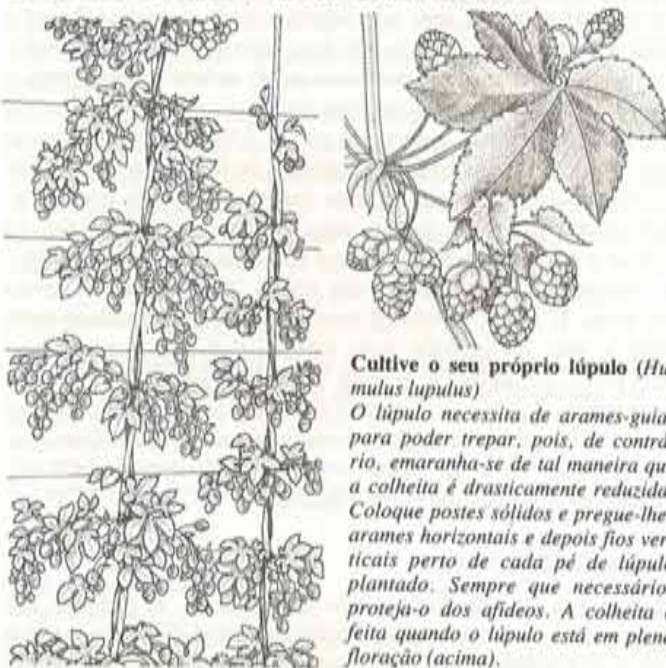 Cultive o seu próprio lúpulo (Hu-
mulus lupulus)
O lúpulo necessita de arames-guia
para poder trepar, pois, de contrá-
rio, emaranha-se de tal maneira que
a colheita é drasticamente reduzida.
Coloque postes sólidos e pregue-lhe
arames horizontais e depois fios ver-
ticais perto de cada pé de lúpulo
plantado. Sempre que necessário,
proteja-o dos afídeos. A colheita é
feita quando o lúpulo está em plena
floração (acima).